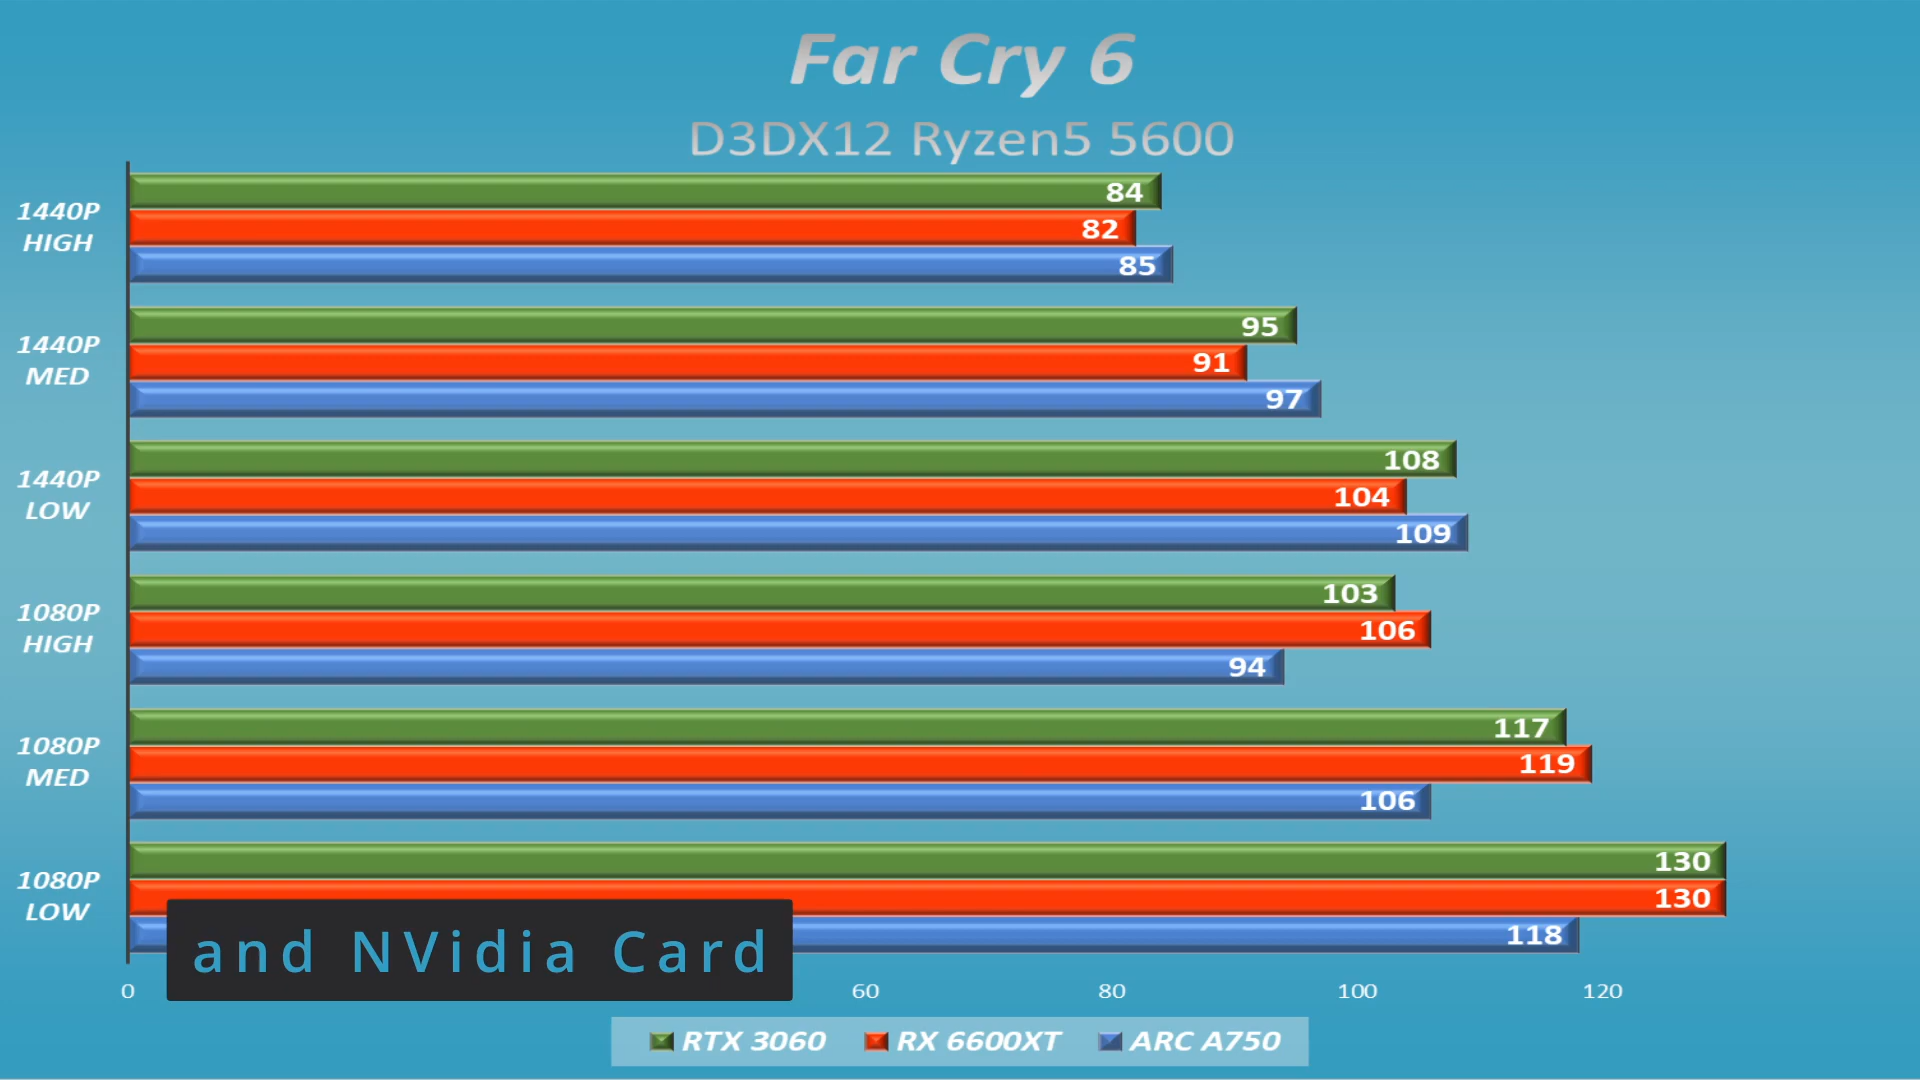 Far Cry 6
D3DX12 Ryzen5 5600
1440P
HIGH
84
82
85
1440P
MED
95
91
97
1440P
LOW
108
104
109
1080P
HIGH
103
106
94
1080P
MED
117
119
106
1080P
LOW
130
130
118
and NVidia Card
0 60 80 100 120
RTX 3060 RX 6600XT ARC A750